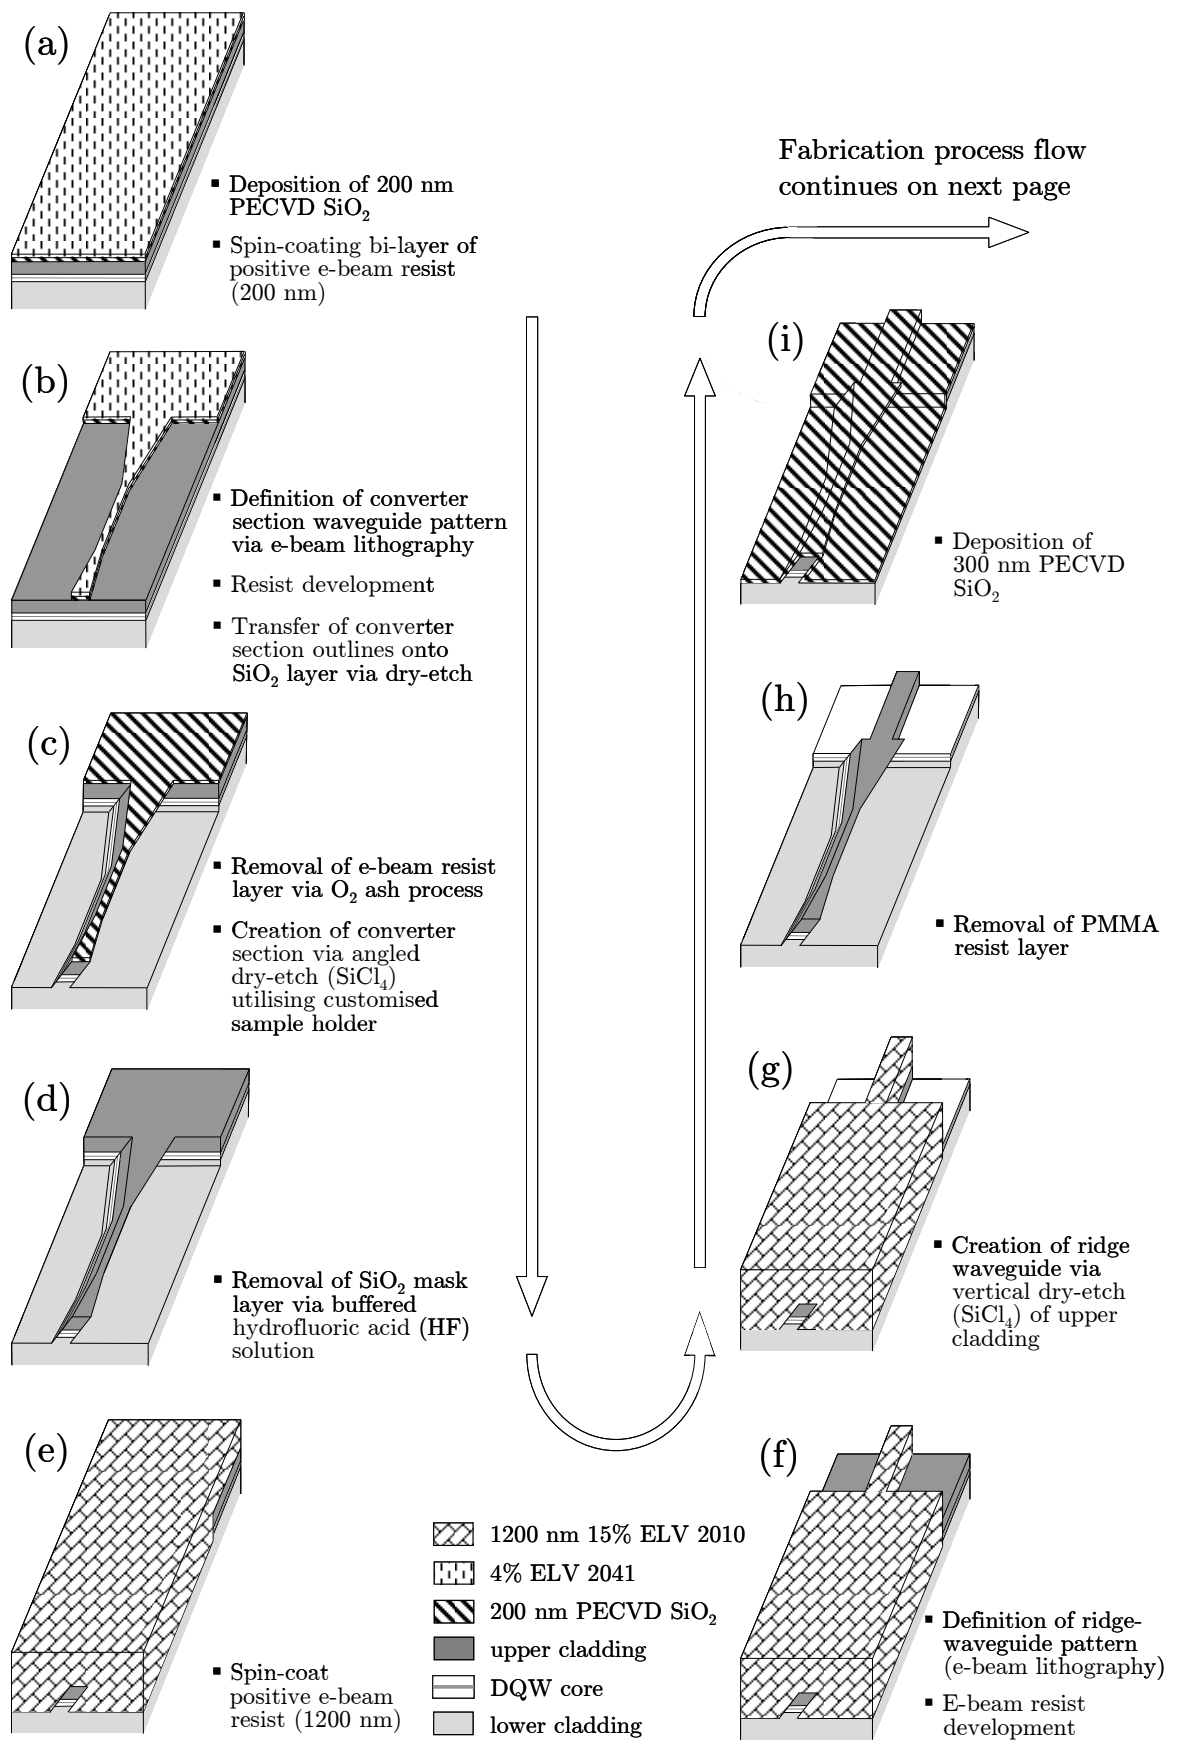 (a)
▪ Deposition of 200 nm
PECVD SiO₂
▪ Spin-coating bi-layer of
positive e-beam resist
(200 nm)
(b)
▪ Definition of converter
section waveguide pattern
via e-beam lithography
▪ Resist development
▪ Transfer of converter
section outlines onto
SiO₂ layer via dry-etch
(c)
▪ Removal of e-beam resist
layer via O₂ ash process
▪ Creation of converter
section via angled
dry-etch (SiCl₄)
utilising customised
sample holder
(d)
▪ Removal of SiO₂ mask
layer via buffered
hydrofluoric acid (HF)
solution
(e)
▪ Spin-coat
positive e-beam
resist (1200 nm)
1200 nm 15% ELV 2010
4% ELV 2041
200 nm PECVD SiO₂
upper cladding
DQW core
lower cladding
(f)
▪ Definition of ridge-
waveguide pattern
(e-beam lithography)
▪ E-beam resist
development
(g)
▪ Creation of ridge
waveguide via
vertical dry-etch
(SiCl₄) of upper
cladding
(h)
▪ Removal of PMMA
resist layer
(i)
▪ Deposition of
300 nm PECVD
SiO₂
Fabrication process flow
continues on next page